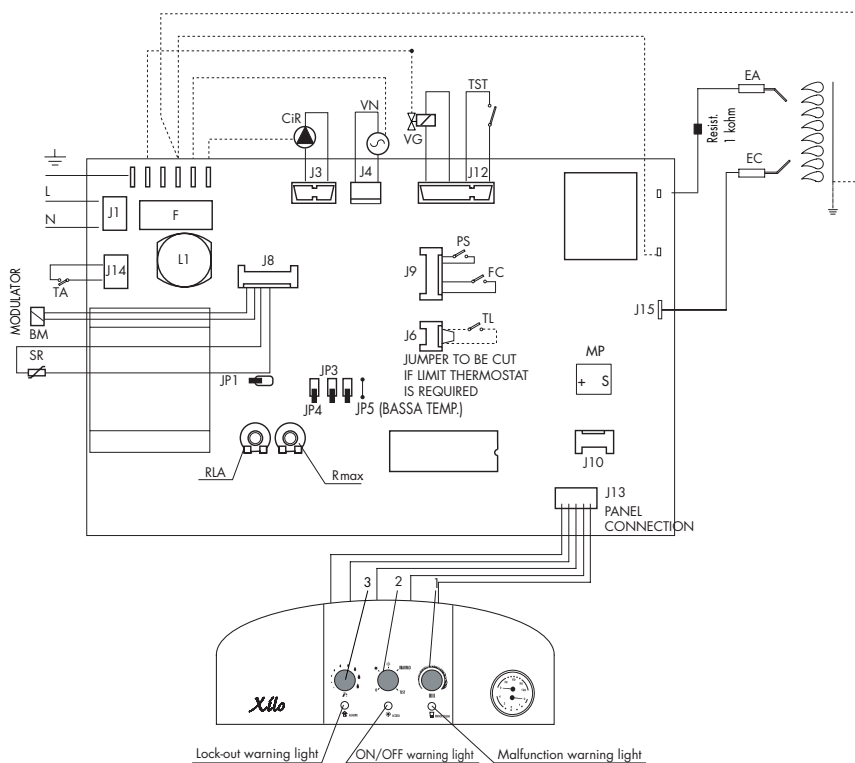 EA
TST
Resist.
1 kohm
CiR
VN
VG
EC
L
N
J1
F
J3
J4
J12
J14
TA
L1
J8
J9
PS
FC
J15
MODULATOR
BM
SR
J6
TL
JUMPER TO BE CUT
IF LIMIT THERMOSTAT
IS REQUIRED
MP
+ S
JP1
JP3
JP4
JP5 (BASSA TEMP.)
J10
RLA
Rmax
J13
PANEL
CONNECTION
3
2
1
Xilo
Lock-out warning light
ON/OFF warning light
Malfunction warning light